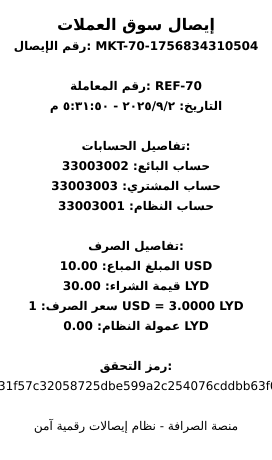 إيصال سوق العملات
رقم الإيصال: MKT-70-1756834310504
رقم المعاملة: REF-70
التاريخ: ٢٠٢٥/٩/٢ - ٥:٣١:٥٠ م
تفاصيل الحسابات:
حساب البائع: 33003002
حساب المشتري: 33003003
حساب النظام: 33003001
تفاصيل الصرف:
المبلغ المباع: 10.00 USD
قيمة الشراء: 30.00 LYD
سعر الصرف: 1 USD = 3.0000 LYD
عمولة النظام: 0.00 LYD
رمز التحقق:
31f57c32058725dbe599a2c254076cddbb63f
منصة الصرافة - نظام إيصالات رقمية آمن